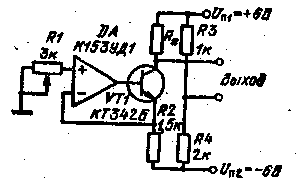 Uп1=+6В
DA
К153УД1
R1
3к
Rн
R3
1к
+
−
Выход
VT1
КТ342Б
R2
1,5к
R4
2к
Uп2=−6В